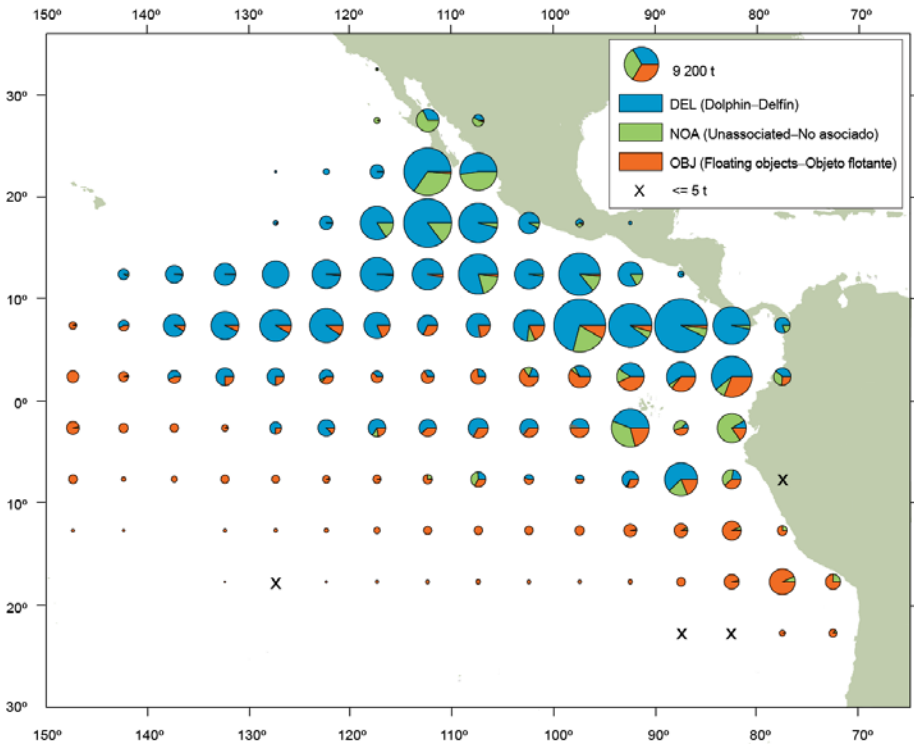 150º 140º 130º 120º 110º 100º 90º 80º 70º
9 200 t
DEL (Dolphin–Delfín)
NOA (Unassociated–No asociado)
OBJ (Floating objects–Objeto flotante)
X <= 5 t
30º
20º
10º
0º
X
10º
X
20º
X X
30º
150º 140º 130º 120º 110º 100º 90º 80º 70º